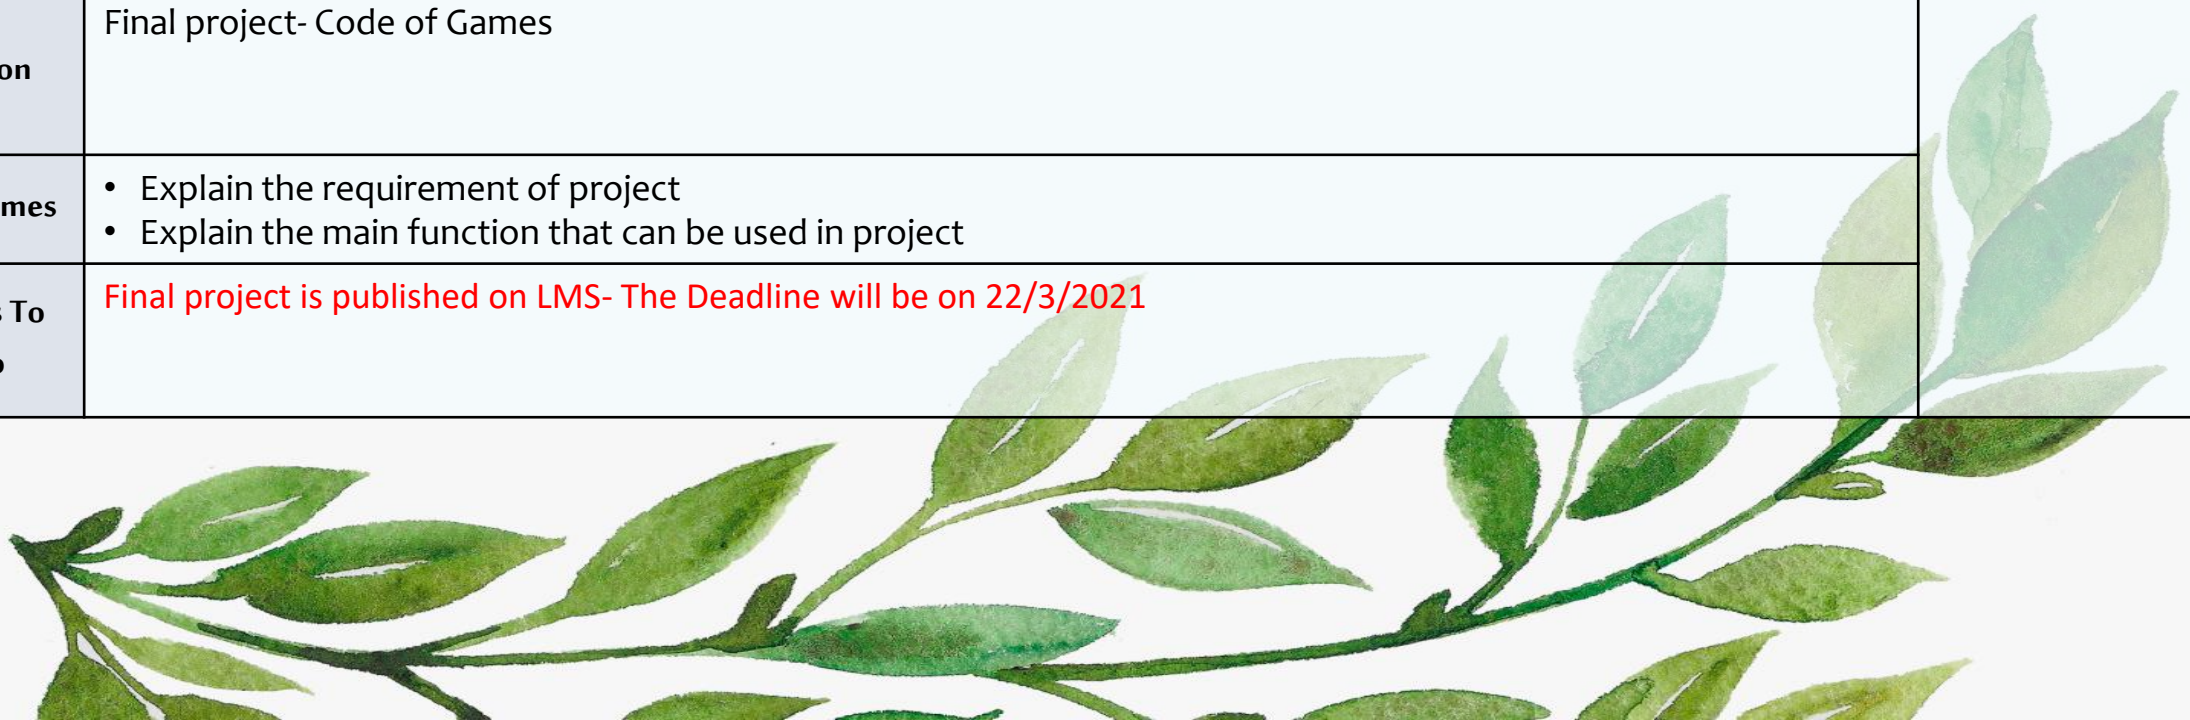 Final project- Code of Games
on
• Explain the requirement of project
mes
• Explain the main function that can be used in project
Final project is published on LMS- The Deadline will be on 22/3/2021
s To